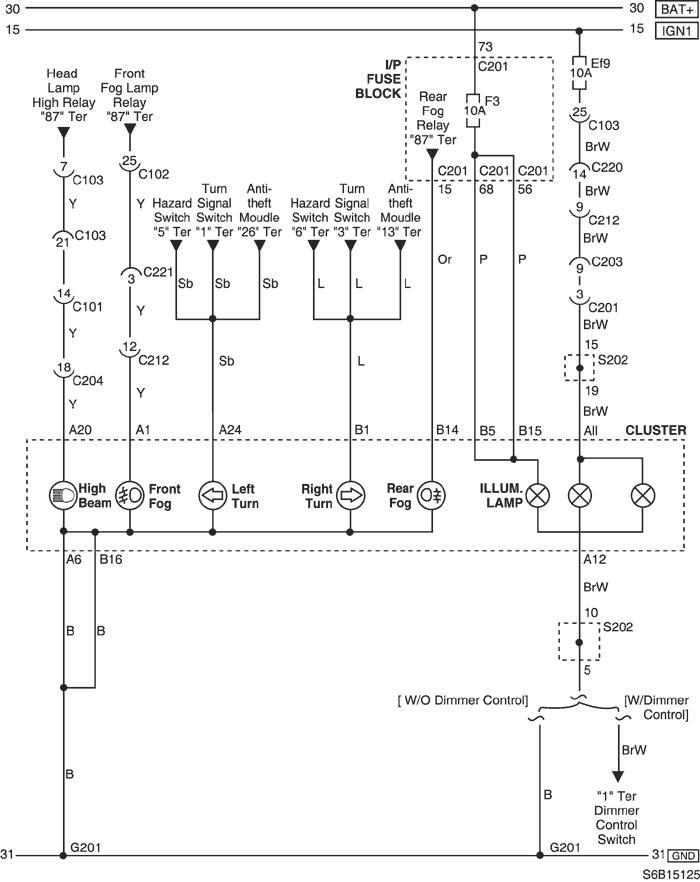 30
30
BAT+
15
15
IGN1
73
C201
I/P
FUSE
BLOCK
F3
10A
Ef9
10A
Head
Lamp
High Relay
"87" Ter
Front
Fog Lamp
Relay
"87" Ter
Rear
Fog
Relay
"87" Ter
25
C103
BrW
7
C103
25
C102
C201
C201
C201
15
68
56
C220
14
BrW
Y
Y
Hazard
Switch
"5" Ter
Turn
Signal
Switch
"1" Ter
Anti-
theft
Moudle
"26" Ter
Hazard
Switch
"6" Ter
Turn
Signal
Switch
"3" Ter
Anti-
theft
Moudle
"13" Ter
9
C212
BrW
C103
21
Or
P
P
C203
9
3
C221
Sb
Sb
Sb
L
L
L
14
C101
3
C201
Y
Y
BrW
12
C212
Sb
L
15
S202
18
C204
19
Y
Y
BrW
A20
A1
A24
B1
B14
B5
B15
All
CLUSTER
High
Beam
Front
Fog
Left
Turn
Right
Turn
Rear
Fog
ILLUM.
LAMP
A6
B16
A12
BrW
10
S202
B
B
5
[ W/O Dimmer Control]
[W/Dimmer
Control]
BrW
B
B
"1" Ter
Dimmer
Control
Switch
31
G201
G201
31
GND
S6B15125